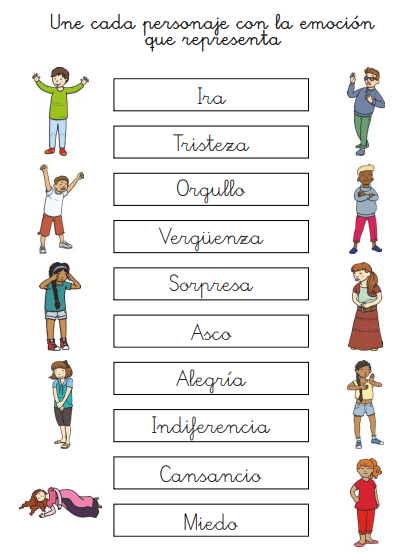 Une cada personaje con la emoción
que representa
Ira
Tristeza
Orgullo
Vergüenza
Sorpresa
Asco
Alegría
Indiferencia
Cansancio
Miedo